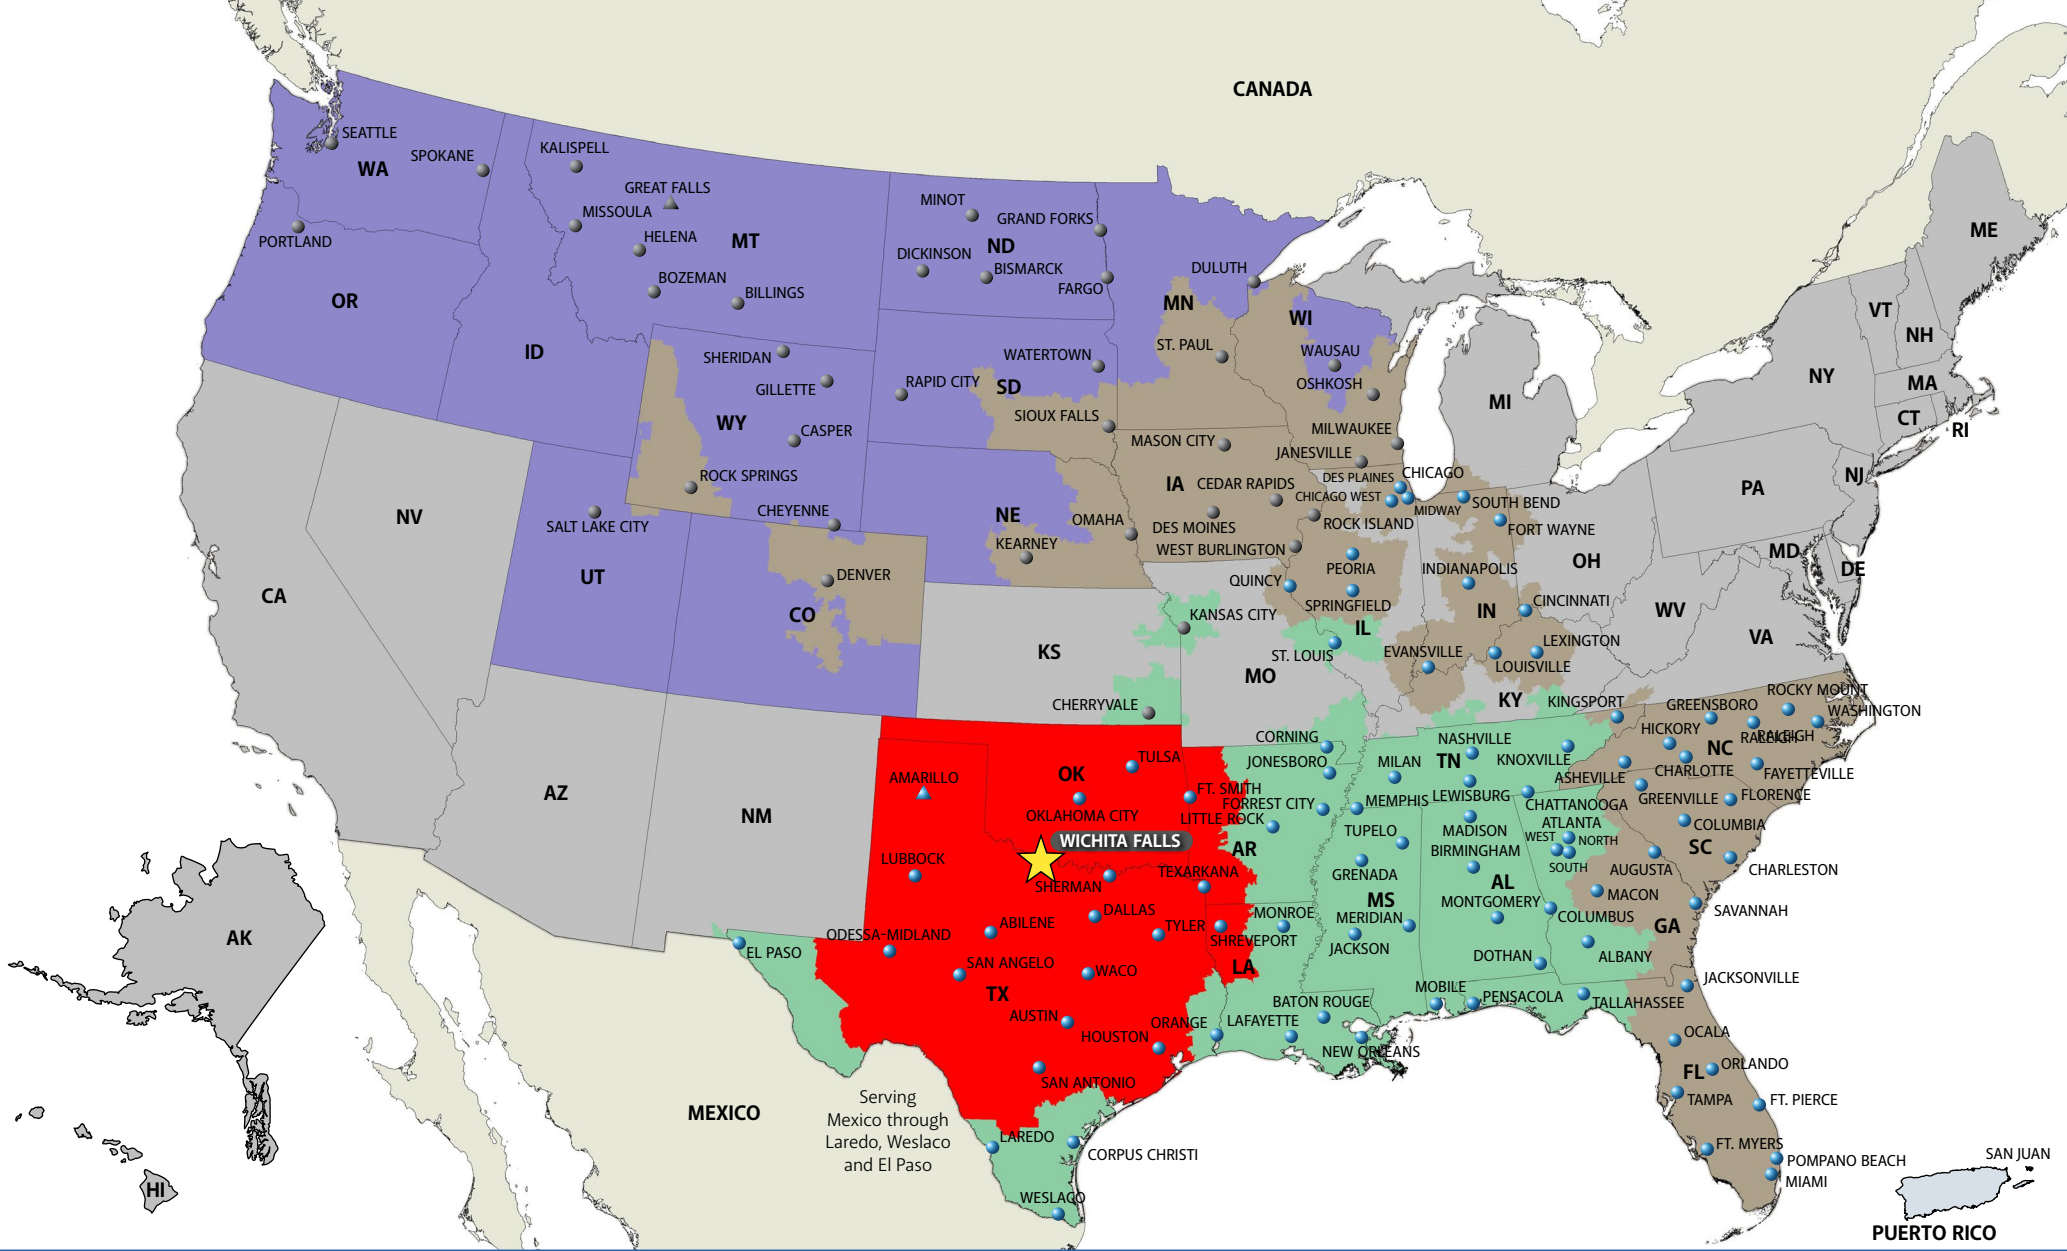 CANADA
SEATTLE
SPOKANE
WA
KALISPELL
GREAT FALLS
MISSOULA
HELENA
MT
BOZEMAN
BILLINGS
PORTLAND
OR
ID
MINOT
GRAND FORKS
ND
DICKINSON
BISMARCK
FARGO
DULUTH
MN
WI
ST. PAUL
WAUSAU
OSHKOSH
WATERTOWN
RAPID CITY
SD
SIOUX FALLS
SHERIDAN
GILLETTE
WY
CASPER
ROCK SPRINGS
CHEYENNE
MASON CITY
MILWAUKEE
JANESVILLE
MI
ME
VT
NH
NY
MA
CT
RI
NJ
PA
MD
DE
OH
WV
VA
IA
CEDAR RAPIDS
DES MOINES
WEST BURLINGTON
DES PLAINES
CHICAGO
CHICAGO WEST
MIDWAY
ROCK ISLAND
SOUTH BEND
FORT WAYNE
NE
OMAHA
KEARNEY
NV
CA
SALT LAKE CITY
UT
DENVER
CO
KS
KANSAS CITY
CHERRYVALE
QUINCY
PEORIA
SPRINGFIELD
IL
ST. LOUIS
MO
INDIANAPOLIS
IN
CINCINNATI
EVANSVILLE
LEXINGTON
LOUISVILLE
KY
KINGSPORT
ROCKY MOUNT
GREENSBORO
WASHINGTON
HICKORY
RALEIGH
RALEIGH
NC
CHARLOTTE
FAYETTEVILLE
ASHEVILLE
GREENVILLE
FLORENCE
COLUMBIA
SC
CHARLESTON
CORNING
JONESBORO
NASHVILLE
TN
KNOXVILLE
MILAN
MEMPHIS
LEWISBURG
CHATTANOOGA
AZ
NM
AMARILLO
OK
TULSA
OKLAHOMA CITY
FT. SMITH
FORREST CITY
LITTLE ROCK
AR
WICHITA FALLS
LUBBOCK
SHERMAN
TEXARKANA
TUPELO
GRENADA
MS
MERIDIAN
JACKSON
MADISON
BIRMINGHAM
AL
MONTGOMERY
DOTHAN
ATLANTA
WEST
NORTH
SOUTH
AUGUSTA
MACON
COLUMBUS
GA
SAVANNAH
ALBANY
ABILENE
DALLAS
TYLER
SHREVEPORT
MONROE
LA
ODESSA-MIDLAND
EL PASO
SAN ANGELO
WACO
TX
AUSTIN
HOUSTON
ORANGE
LAFAYETTE
BATON ROUGE
NEW ORLEANS
MOBILE
PENSACOLA
TALLAHASSEE
JACKSONVILLE
OCALA
ORLANDO
FL
TAMPA
FT. PIERCE
FT. MYERS
POMPANO BEACH
MIAMI
SAN ANTONIO
LAREDO
CORPUS CHRISTI
WESLACO
MEXICO
Serving
Mexico through
Laredo, Weslaco
and El Paso
AK
HI
SAN JUAN
PUERTO RICO